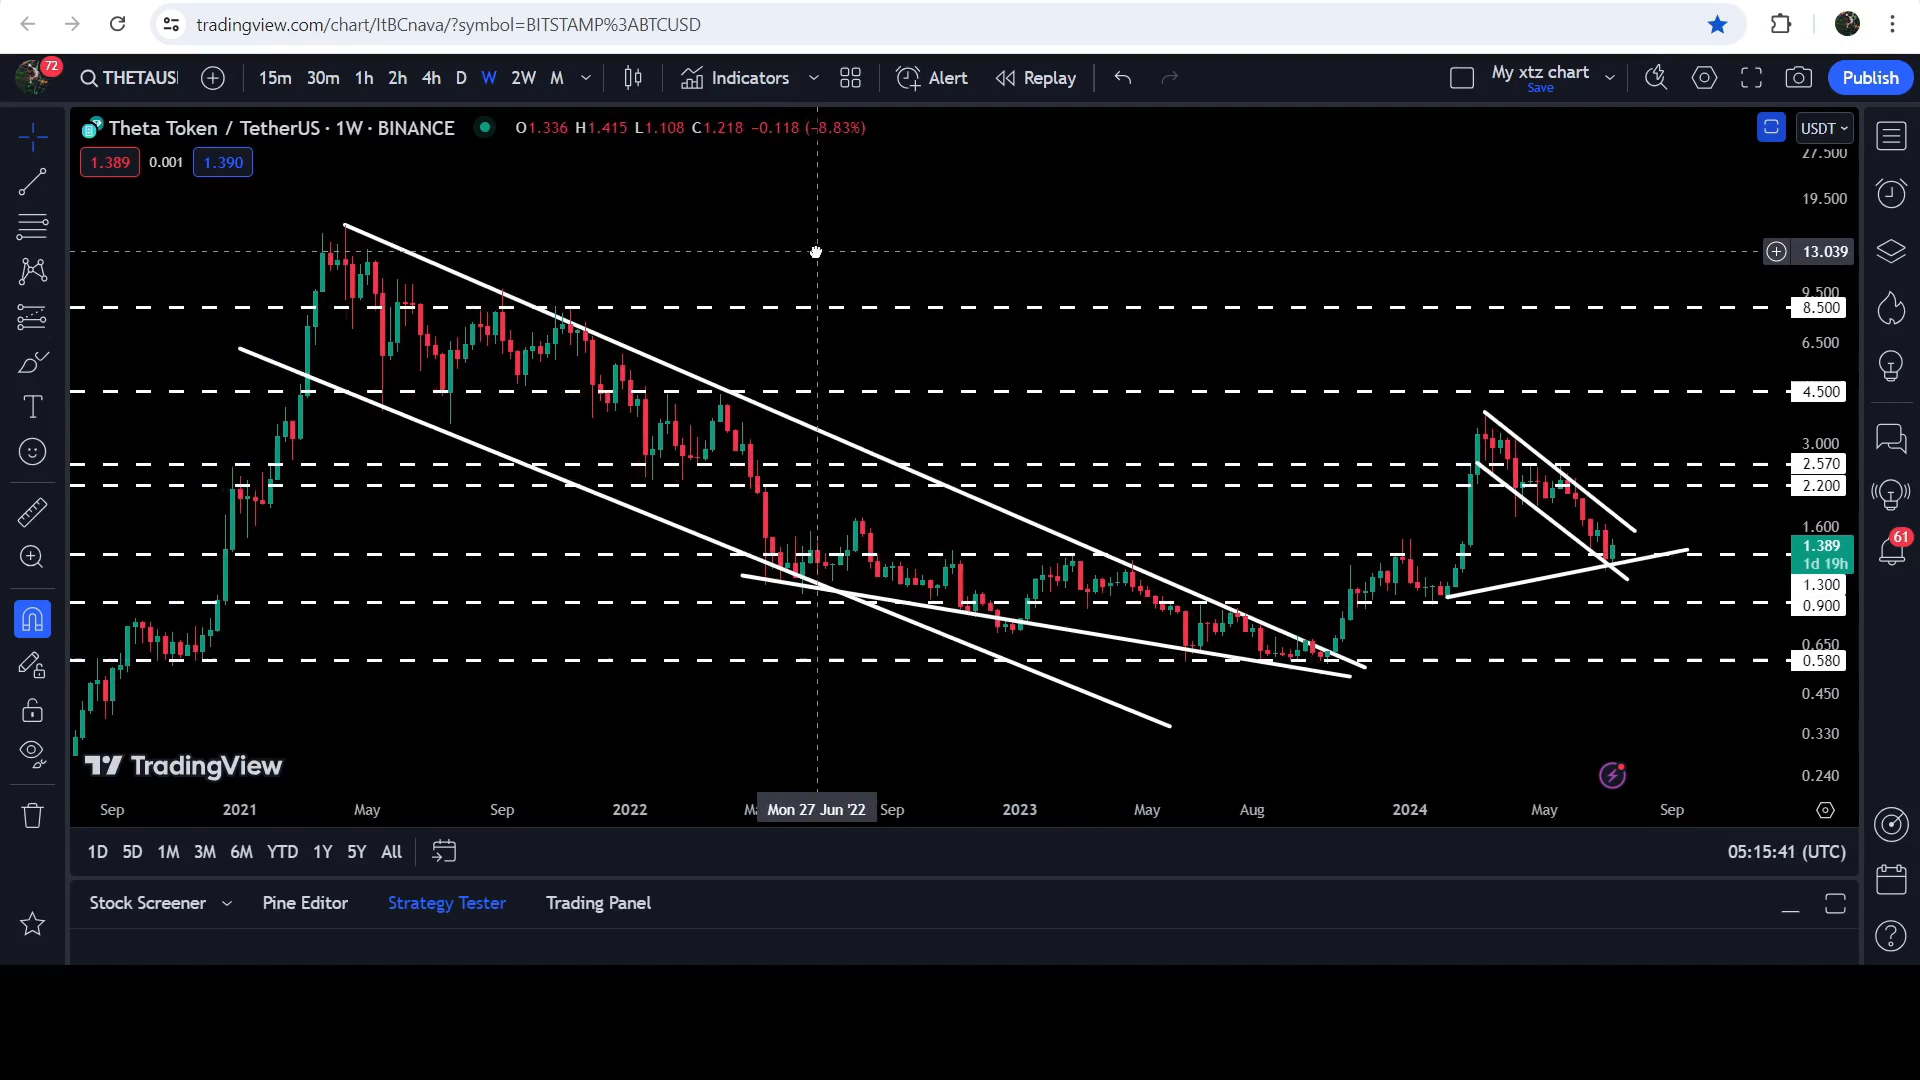 tradingview.com/chart/ItBCnava/?symbol=BITSTAMP%3ABTCUSD
72
THETAUS
15m 30m 1h 2h 4h D W 2W M
Indicators
Alert
Replay
My xtz chart
Save
Publish
Theta Token / TetherUS · 1W · BINANCE
O1.336 H1.415 L1.108 C1.218 −0.118 (−8.83%)
USDT
1.389 0.001 1.390
27.500
19.500
13.039
9.500
8.500
6.500
4.500
3.000
2.570
2.200
1.600
1.389
1d 19h
1.300
0.900
0.650
0.580
0.450
0.330
0.240
61
TradingView
Sep 2021 May Sep 2022 Mon 27 Jun '22 Sep 2023 May Aug 2024 May Sep
1D 5D 1M 3M 6M YTD 1Y 5Y All
05:15:41 (UTC)
Stock Screener Pine Editor Strategy Tester Trading Panel